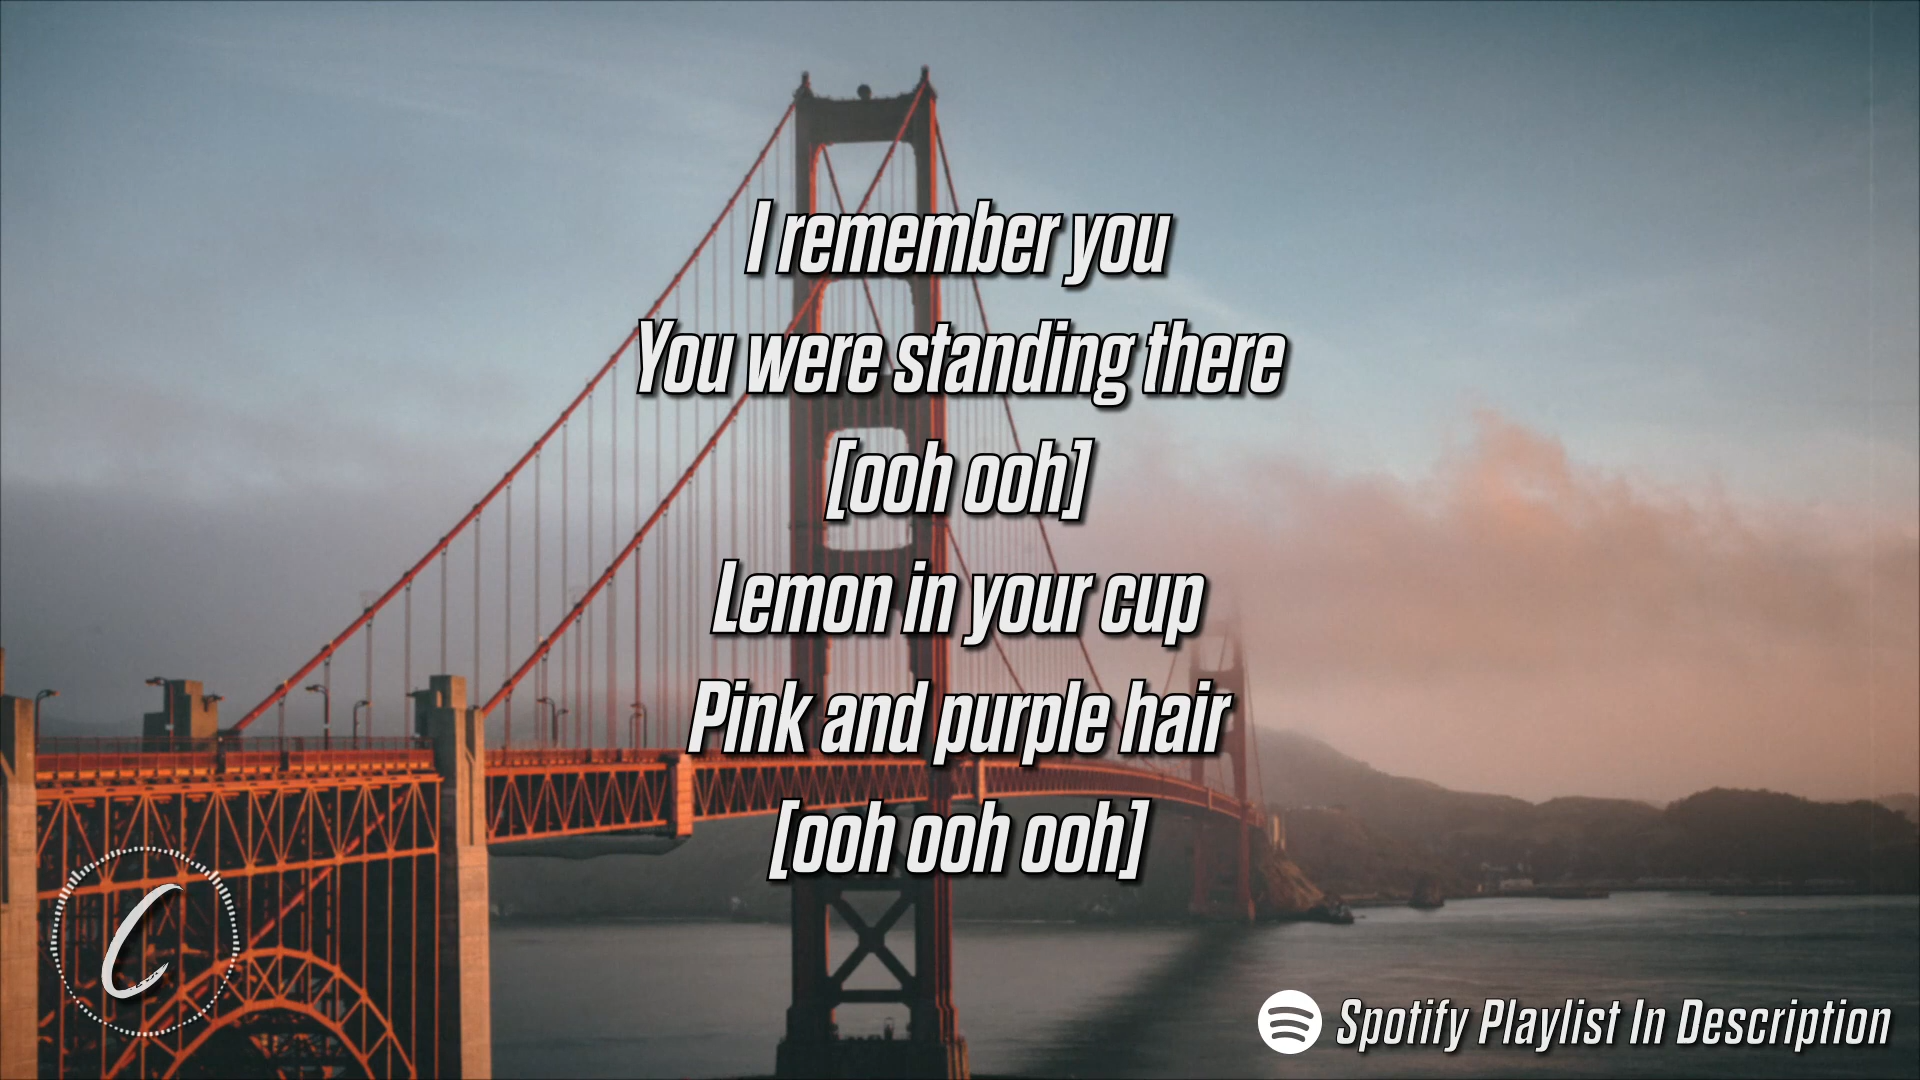 I remember you
You were standing there
[ooh ooh]
Lemon in your cup
Pink and purple hair
[ooh ooh ooh]
C
Spotify Playlist In Description